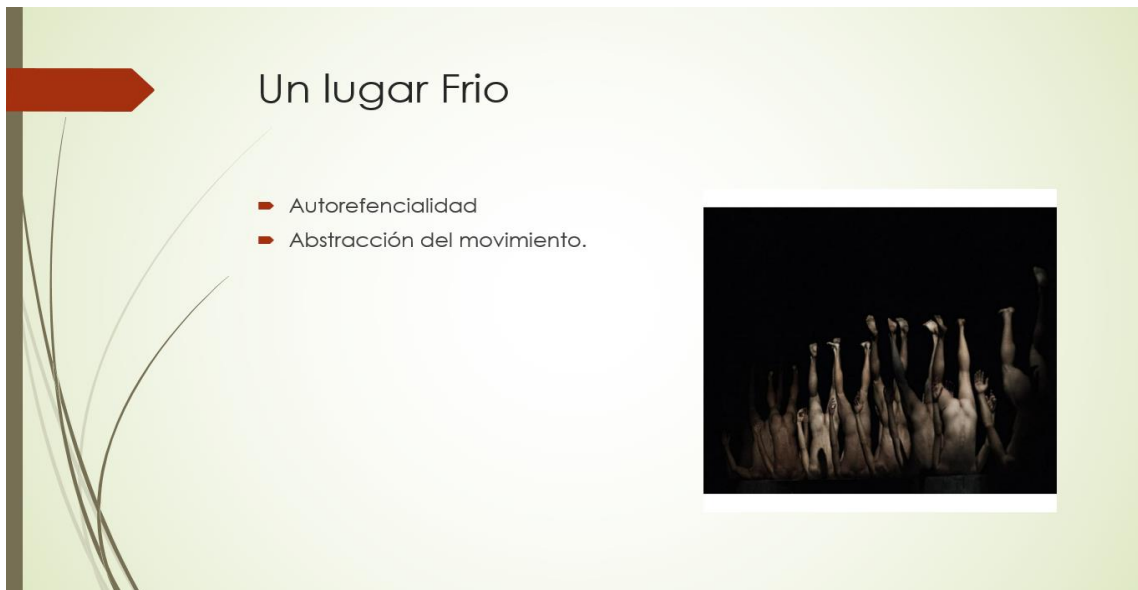 Un lugar Frio
Autorefencialidad
Abstracción del movimiento.